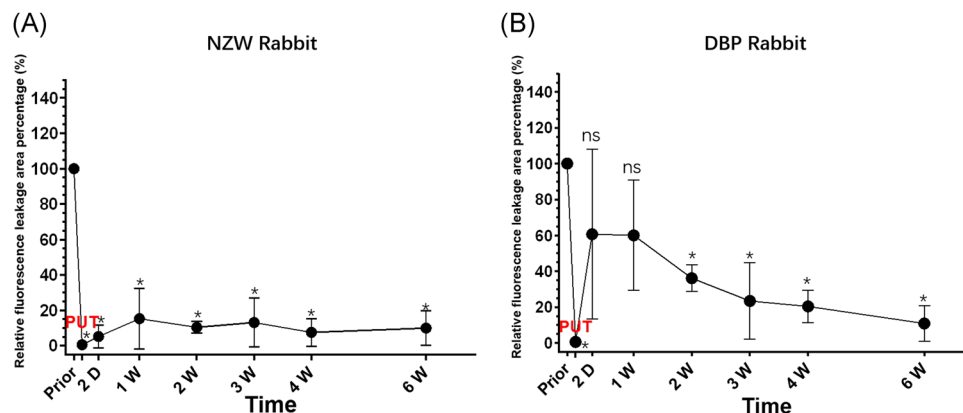 (A)
NZW Rabbit
Relative fluorescence leakage area percentage (%)
140
120
100
80
60
40
20
0
PUT
*
*
*
*
*
*
*
Prior
2 D
1 W
2 W
3 W
4 W
6 W
Time
(B)
DBP Rabbit
Relative fluorescence leakage area percentage (%)
140
120
100
80
60
40
20
0
PUT
*
ns
ns
*
*
*
*
Prior
2 D
1 W
2 W
3 W
4 W
6 W
Time